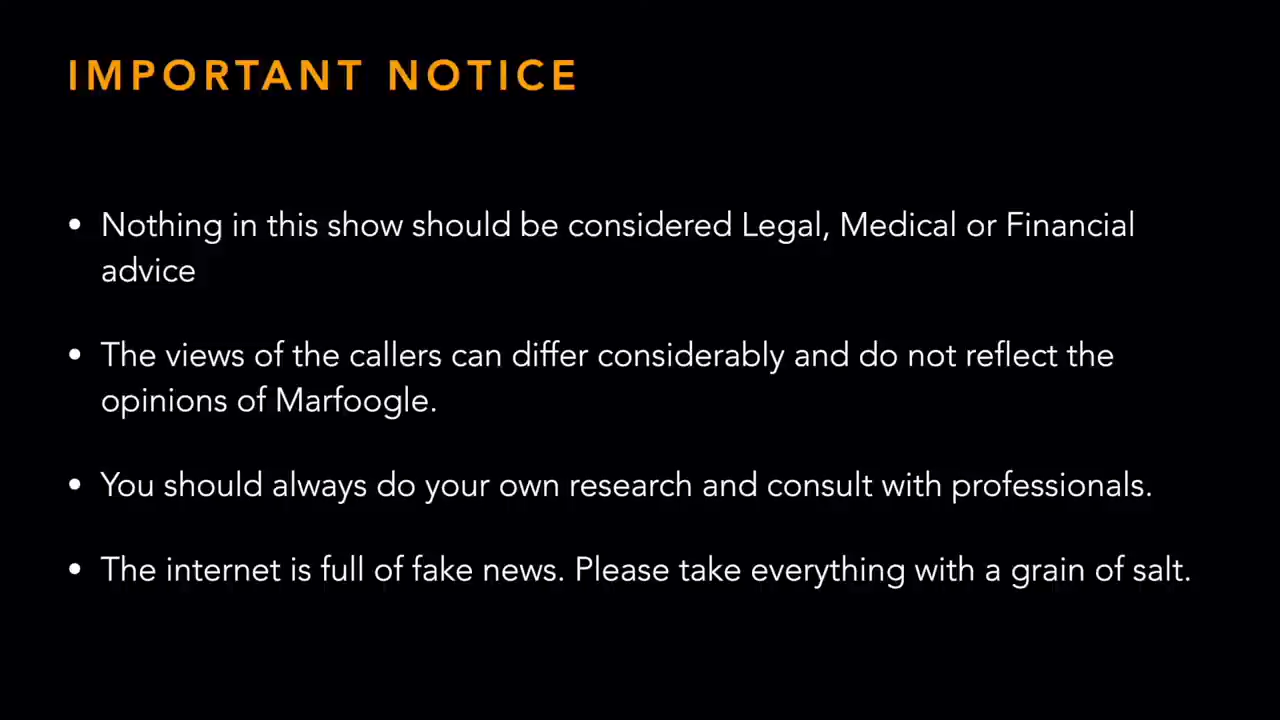 IMPORTANT NOTICE
• Nothing in this show should be considered Legal, Medical or Financial
advice
• The views of the callers can differ considerably and do not reflect the
opinions of Marfoogle.
• You should always do your own research and consult with professionals.
• The internet is full of fake news. Please take everything with a grain of salt.